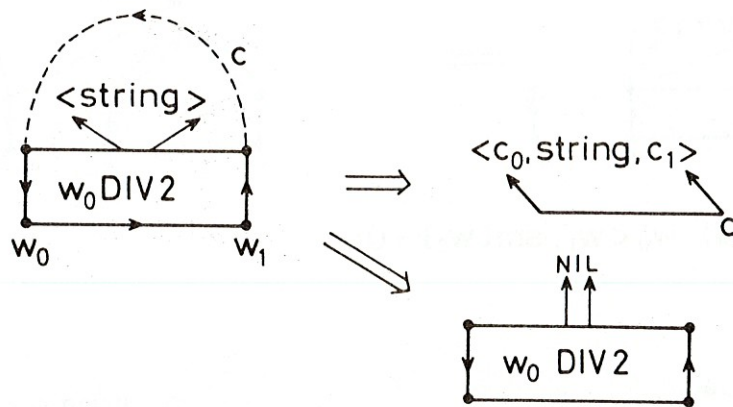 c
<string>
w₀ DIV 2
w₀ w₁
<c₀, string, c₁>
c
NIL
w₀ DIV 2